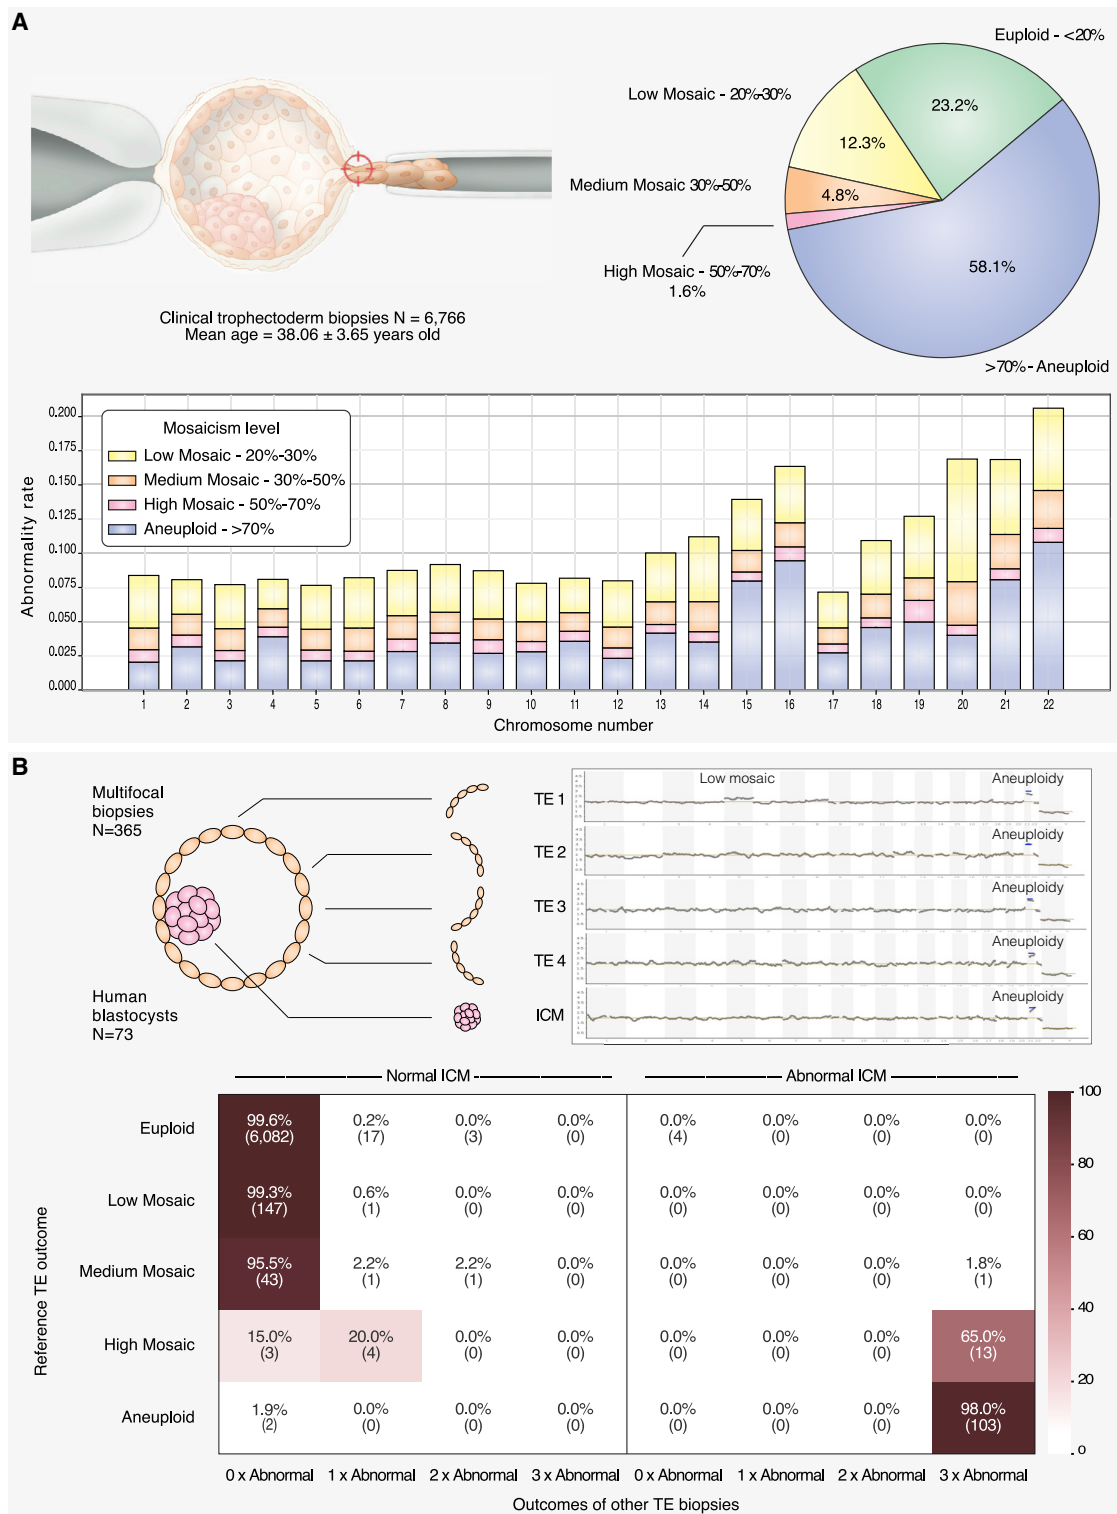 A
Euploid - <20%
Low Mosaic - 20%-30%
23.2%
12.3%
Medium Mosaic 30%-50%
4.8%
58.1%
High Mosaic - 50%-70%
1.6%
Clinical trophectoderm biopsies N = 6,766
Mean age = 38.06 ± 3.65 years old
>70% - Aneuploid
Abnormality rate
0.200
0.175
0.150
0.125
0.100
0.075
0.050
0.025
0.000
Mosaicism level
Low Mosaic - 20%-30%
Medium Mosaic - 30%-50%
High Mosaic - 50%-70%
Aneuploid - >70%
1 2 3 4 5 6 7 8 9 10 11 12 13 14 15 16 17 18 19 20 21 22
Chromosome number
B
Multifocal
biopsies
N=365
Human
blastocysts
N=73
TE 1
Low mosaic
Aneuploidy
TE 2
Aneuploidy
TE 3
Aneuploidy
TE 4
Aneuploidy
ICM
Aneuploidy
Normal ICM
Abnormal ICM
Reference TE outcome
Euploid
99.6% 0.2% 0.0% 0.0% 0.0% 0.0% 0.0% 0.0%
(6,082) (17) (3) (0) (4) (0) (0) (0)
Low Mosaic
99.3% 0.6% 0.0% 0.0% 0.0% 0.0% 0.0% 0.0%
(147) (1) (0) (0) (0) (0) (0) (0)
Medium Mosaic
95.5% 2.2% 2.2% 0.0% 0.0% 0.0% 0.0% 1.8%
(43) (1) (1) (0) (0) (0) (0) (1)
High Mosaic
15.0% 20.0% 0.0% 0.0% 0.0% 0.0% 0.0% 65.0%
(3) (4) (0) (0) (0) (0) (0) (13)
Aneuploid
1.9% 0.0% 0.0% 0.0% 0.0% 0.0% 0.0% 98.0%
(2) (0) (0) (0) (0) (0) (0) (103)
0 x Abnormal 1 x Abnormal 2 x Abnormal 3 x Abnormal 0 x Abnormal 1 x Abnormal 2 x Abnormal 3 x Abnormal
Outcomes of other TE biopsies
100
80
60
40
20
0